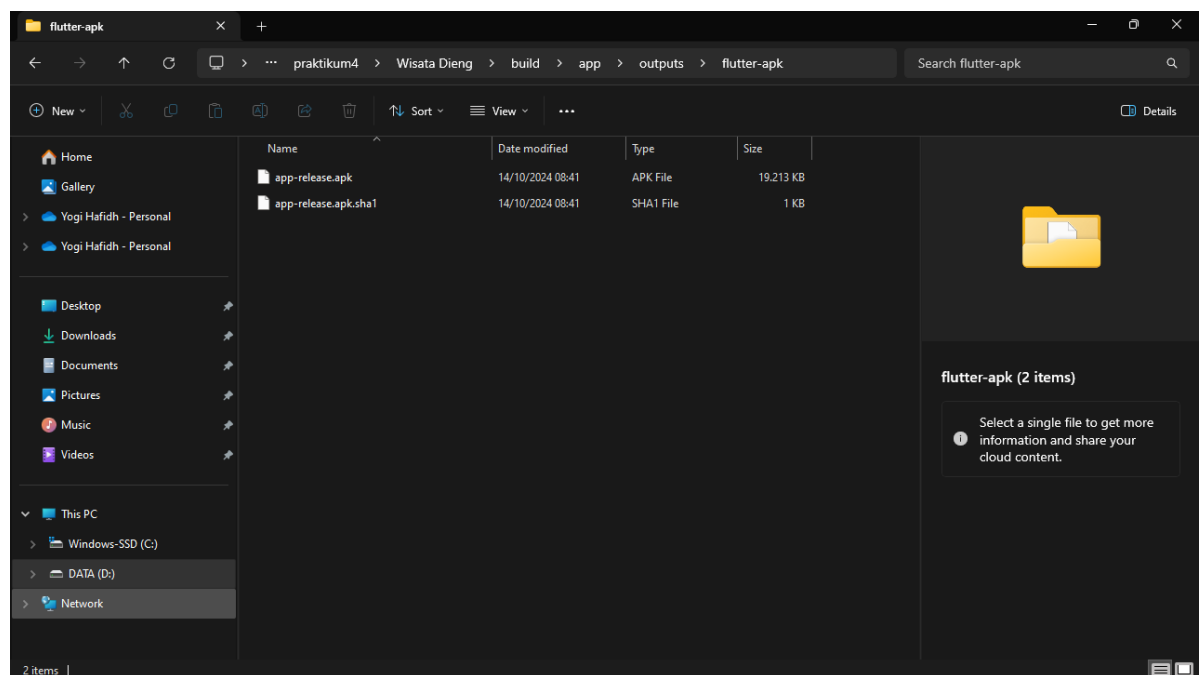 flutter-apk
praktikum4 > Wisata Dieng > build > app > outputs > flutter-apk
Search flutter-apk
New
Sort
View
Details
Home
Gallery
Yogi Hafidh - Personal
Yogi Hafidh - Personal
Desktop
Downloads
Documents
Pictures
Music
Videos
This PC
Windows-SSD (C:)
DATA (D:)
Network
Name Date modified Type Size
app-release.apk 14/10/2024 08:41 APK File 19.213 KB
app-release.apk.sha1 14/10/2024 08:41 SHA1 File 1 KB
flutter-apk (2 items)
Select a single file to get more
information and share your
cloud content.
2 items